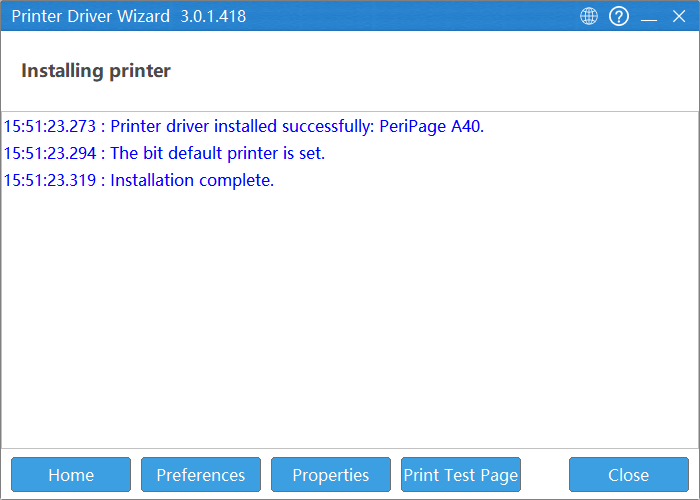 Printer Driver Wizard 3.0.1.418
Installing printer
15:51:23.273 : Printer driver installed successfully: PeriPage A40.
15:51:23.294 : The bit default printer is set.
15:51:23.319 : Installation complete.
Home Preferences Properties Print Test Page Close